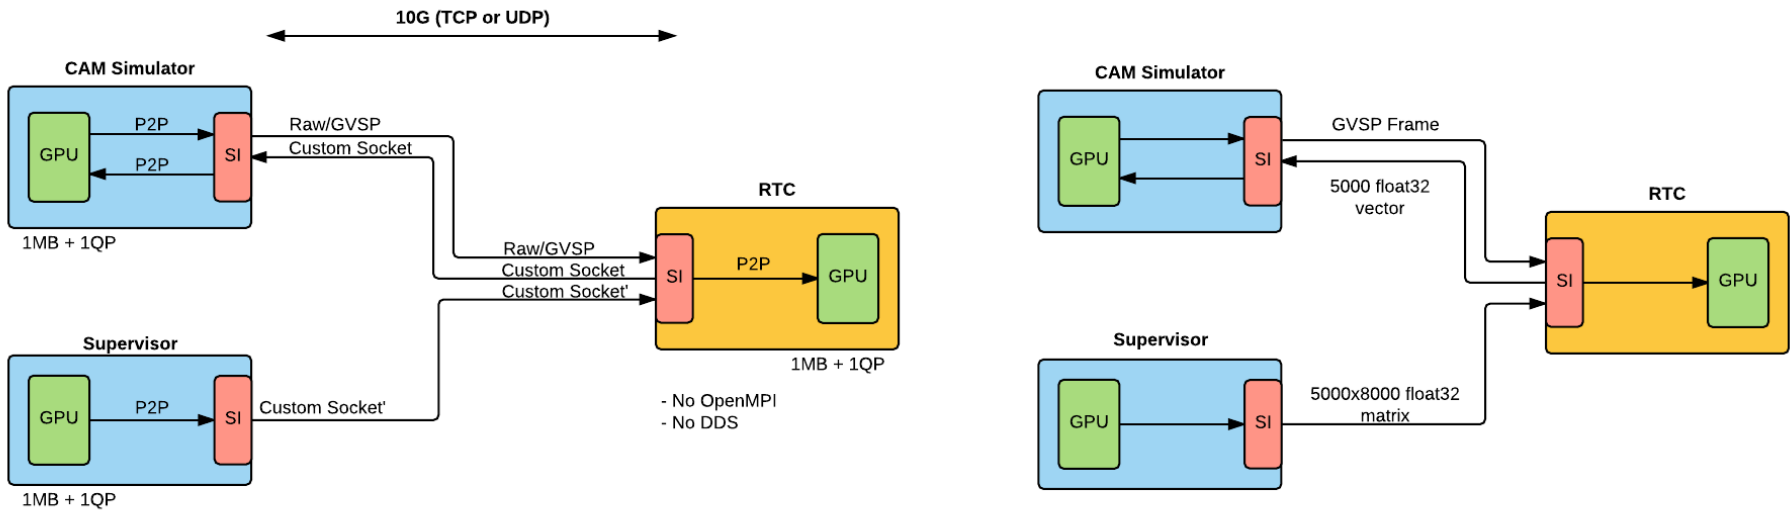 10G (TCP or UDP)
CAM Simulator
GPU
P2P
P2P
SI
1MB + 1QP
Raw/GVSP
Custom Socket
Supervisor
GPU
P2P
SI
1MB + 1QP
Custom Socket'
RTC
Raw/GVSP
Custom Socket
Custom Socket'
SI
P2P
GPU
1MB + 1QP
- No OpenMPI
- No DDS
CAM Simulator
GPU
SI
GVSP Frame
5000 float32
vector
Supervisor
GPU
SI
5000x8000 float32
matrix
RTC
SI
GPU